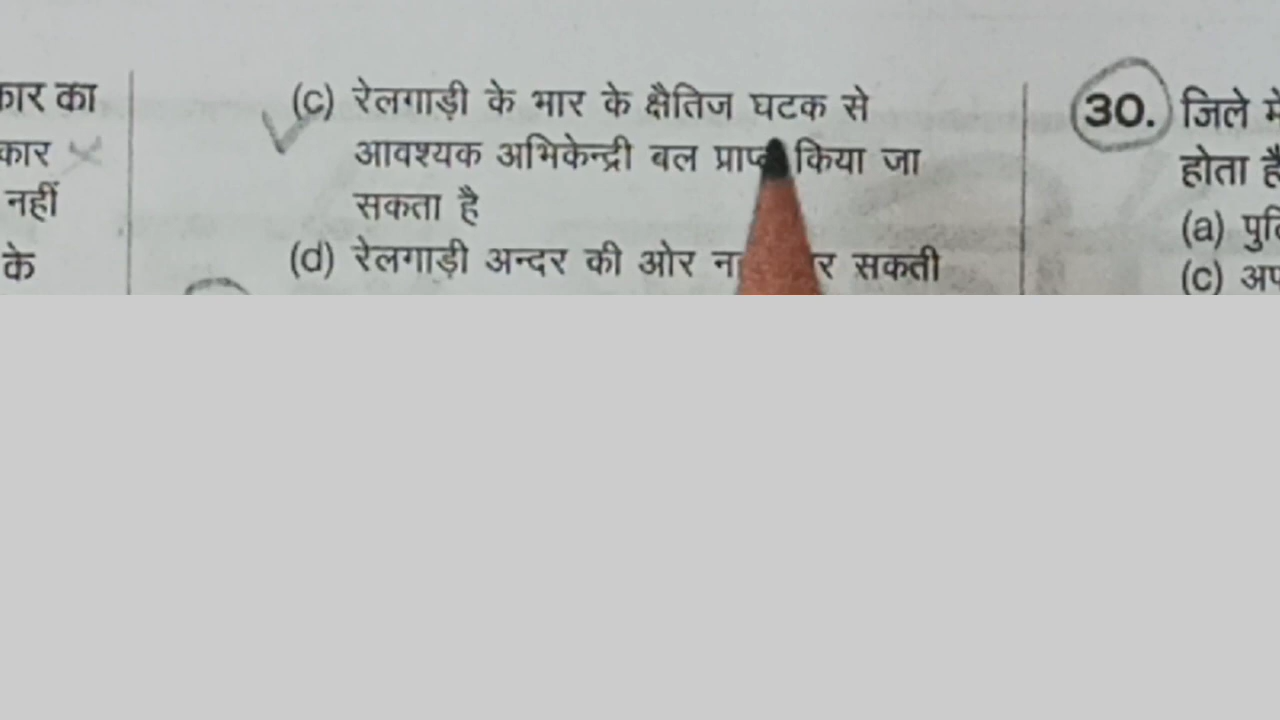 कार का
कार
नहीं
के
(c) रेलगाड़ी के भार के क्षैतिज घटक से
आवश्यक अभिकेन्द्री बल प्राप्त किया जा
सकता है
(d) रेलगाड़ी अन्दर की ओर सकती
30. जिले में
होता है
(a)
(c)